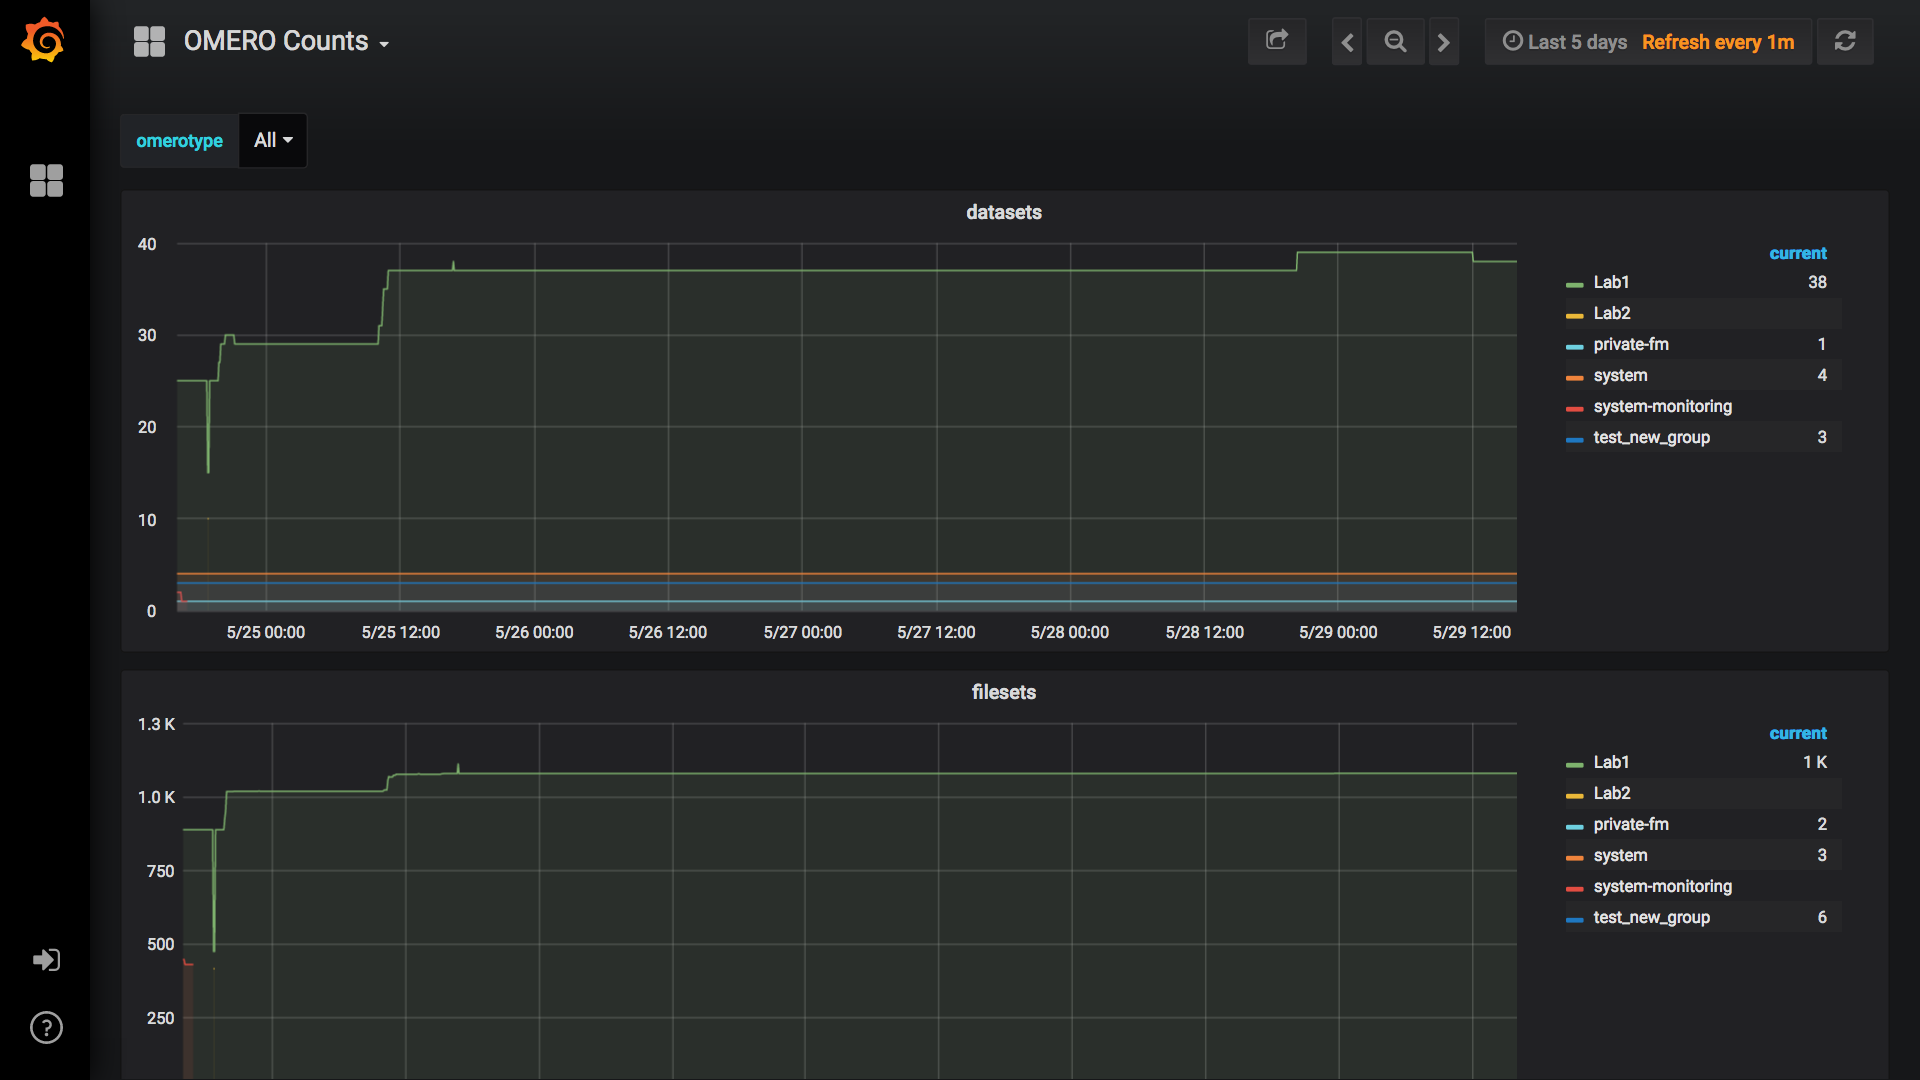 OMERO Counts
Last 5 days Refresh every 1m
omerotype All
datasets
40
30
20
10
0
5/25 00:00 5/25 12:00 5/26 00:00 5/26 12:00 5/27 00:00 5/27 12:00 5/28 00:00 5/28 12:00 5/29 00:00 5/29 12:00
current
Lab1 38
Lab2
private-fm 1
system 4
system-monitoring
test_new_group 3
filesets
1.3 K
1.0 K
750
500
250
current
Lab1 1 K
Lab2
private-fm 2
system 3
system-monitoring
test_new_group 6
?